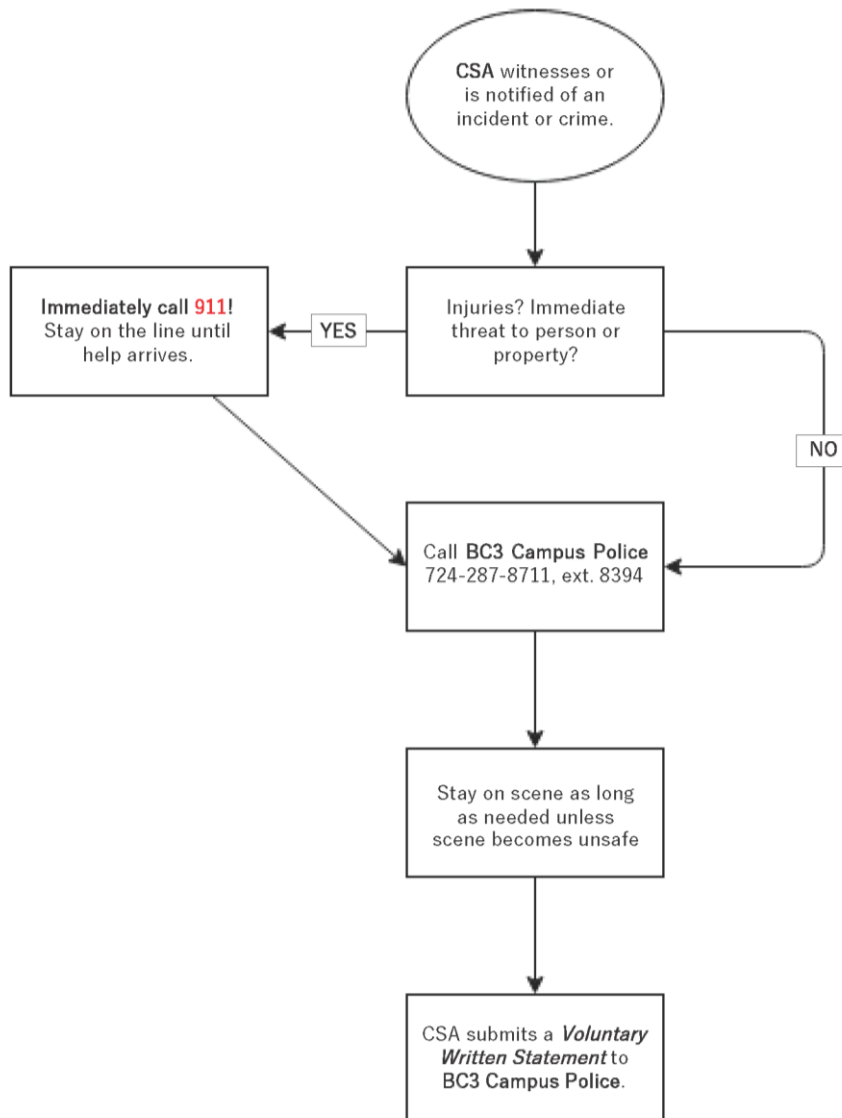 CSA witnesses or
is notified of an
incident or crime.
Injuries? Immediate
threat to person or
property?
YES
Immediately call 911!
Stay on the line until
help arrives.
NO
Call BC3 Campus Police
724-287-8711, ext. 8394
Stay on scene as long
as needed unless
scene becomes unsafe
CSA submits a Voluntary
Written Statement to
BC3 Campus Police.